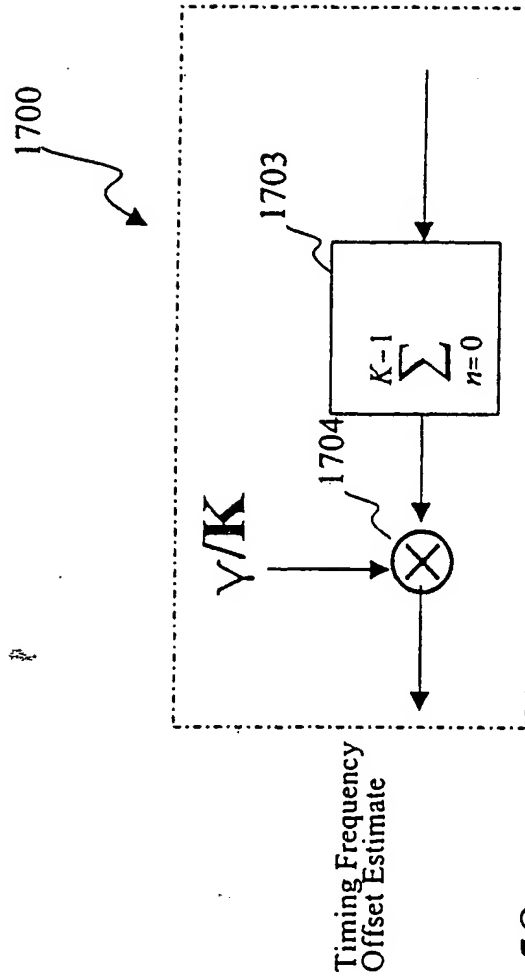 1700
1703
K-1
∑
n=0
1704
γ/K
Timing Frequency
Offset Estimate